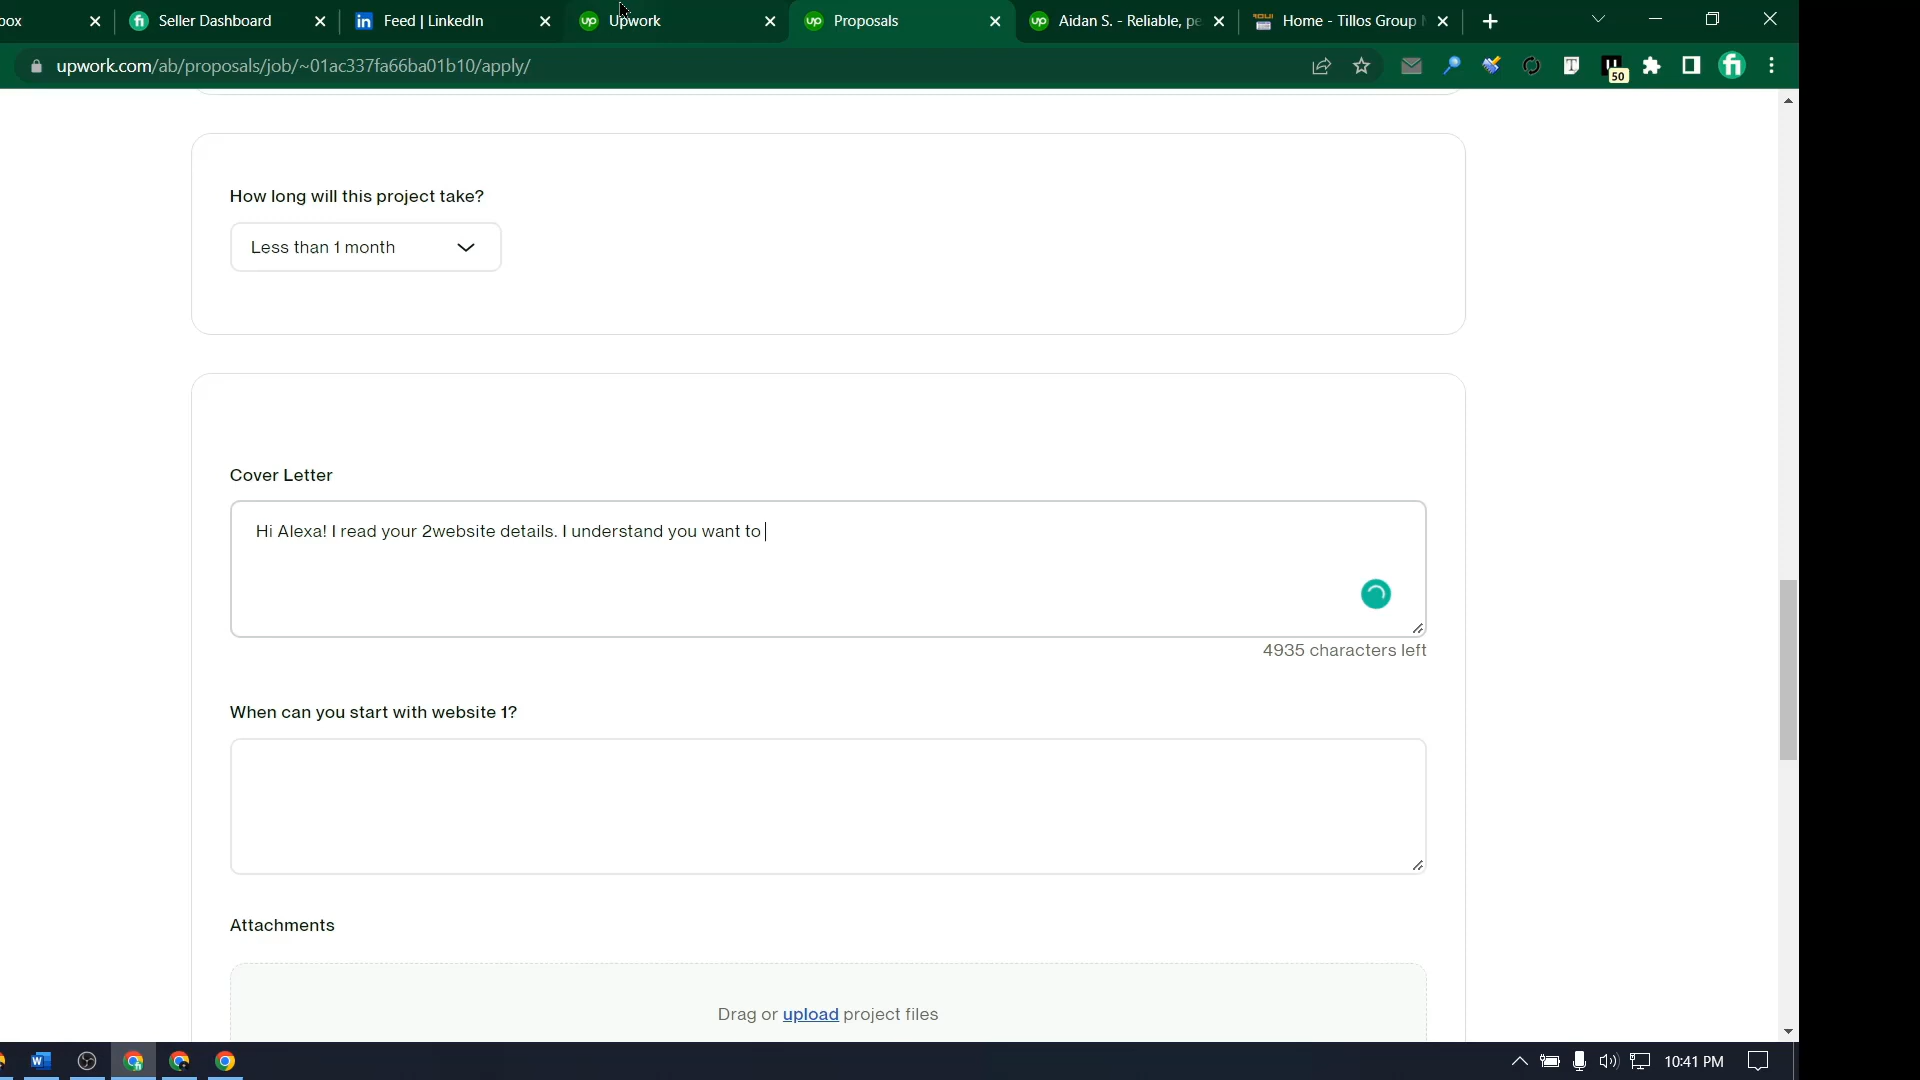 box
Seller Dashboard
Feed | LinkedIn
Upwork
Proposals
Aidan S. - Reliable, pe
Home - Tillos Group
upwork.com/ab/proposals/job/~01ac337fa66ba01b10/apply/
50
How long will this project take?
Less than 1 month
Cover Letter
Hi Alexa! I read your 2website details. I understand you want to
4935 characters left
When can you start with website 1?
Attachments
Drag or upload project files
10:41 PM